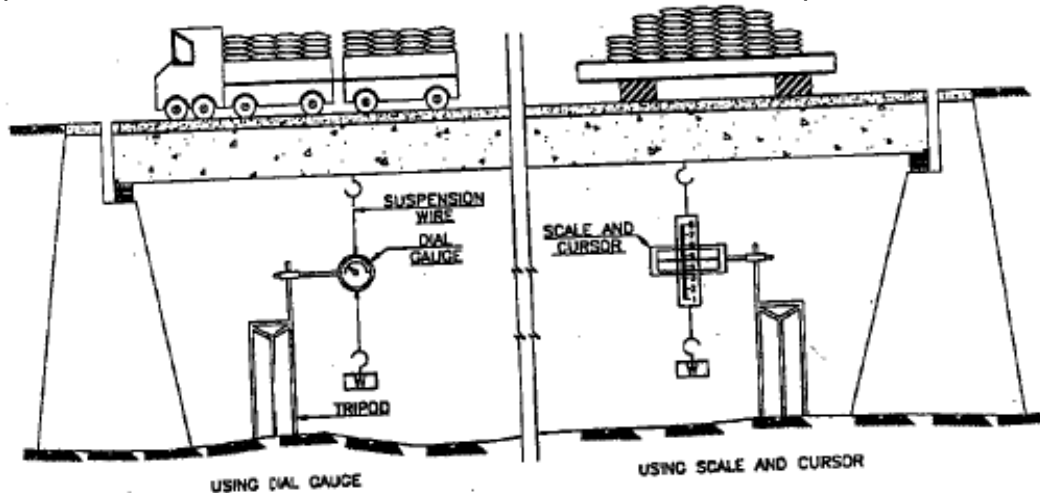 SUSPENSION
WIRE
DIAL
GAUGE
W
TRIPOD
USING DIAL GAUGE
SCALE AND
CURSOR
W
USING SCALE AND CURSOR